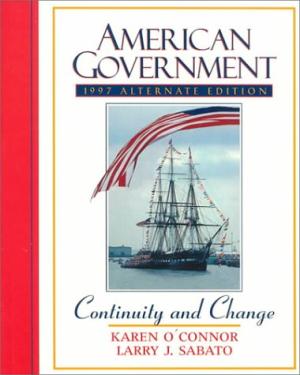 AMERICAN
GOVERNMENT
1997 ALTERNATE EDITION
Continuity and Change
KAREN O'CONNOR
LARRY J. SABATO